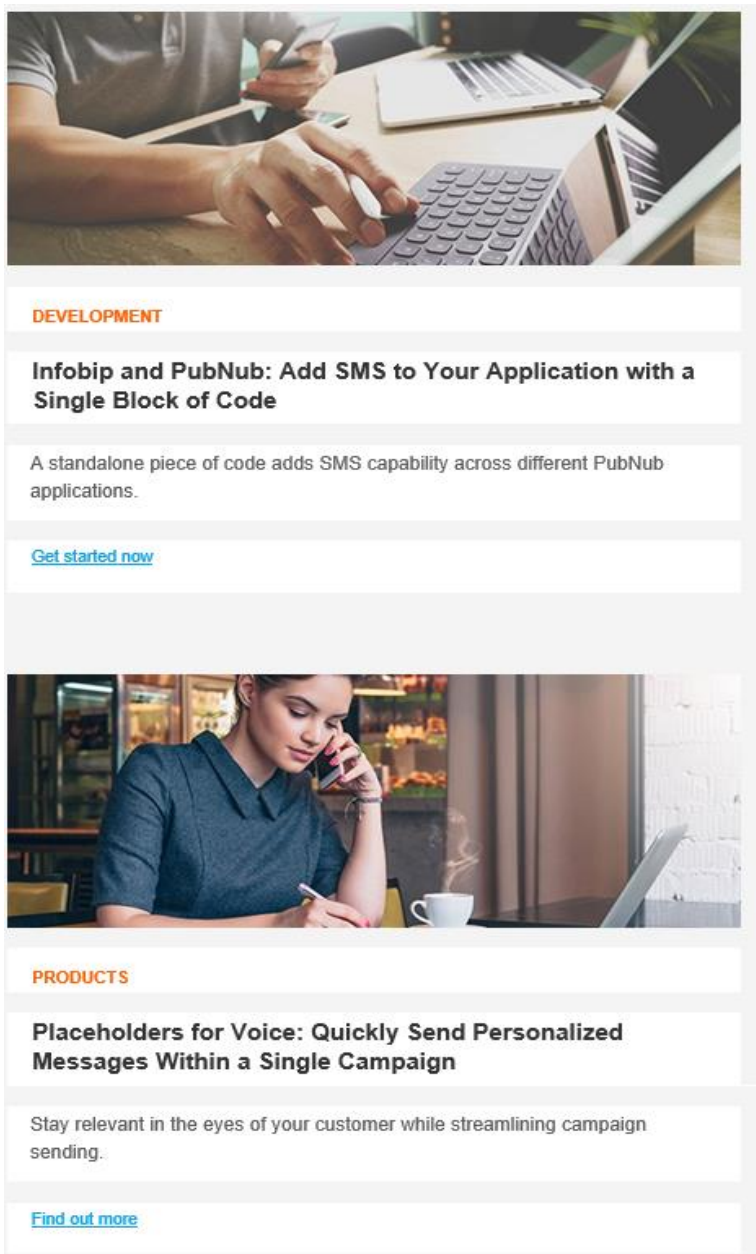 DEVELOPMENT
Infobip and PubNub: Add SMS to Your Application with a
Single Block of Code
A standalone piece of code adds SMS capability across different PubNub
applications.
Get started now
PRODUCTS
Placeholders for Voice: Quickly Send Personalized
Messages Within a Single Campaign
Stay relevant in the eyes of your customer while streamlining campaign
sending.
Find out more